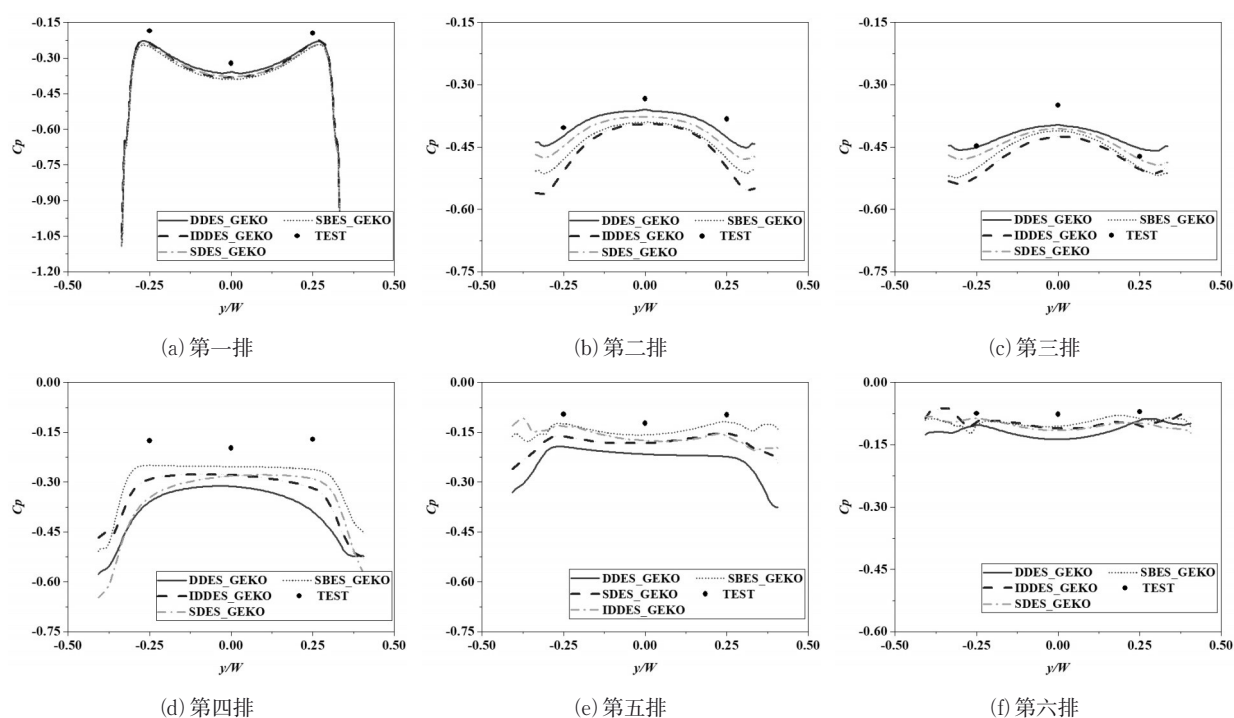 -0.15
-0.30
-0.45
-0.60
-0.75
-0.90
-1.05
-1.20
Cp
-0.50 -0.25 0.00 0.25 0.50
y/W
DDES_GEKO SBES_GEKO
IDDES_GEKO TEST
SDES_GEKO
(a) 第一排
-0.15
-0.30
-0.45
-0.60
-0.75
Cp
-0.50 -0.25 0.00 0.25 0.50
y/W
DDES_GEKO SBES_GEKO
IDDES_GEKO TEST
SDES_GEKO
(b) 第二排
-0.15
-0.30
-0.45
-0.60
-0.75
Cp
-0.50 -0.25 0.00 0.25 0.50
y/W
DDES_GEKO SBES_GEKO
IDDES_GEKO TEST
SDES_GEKO
(c) 第三排
0.00
-0.15
-0.30
-0.45
-0.60
-0.75
Cp
-0.50 -0.25 0.00 0.25 0.50
y/W
DDES_GEKO SBES_GEKO
IDDES_GEKO TEST
SDES_GEKO
(d) 第四排
0.00
-0.15
-0.30
-0.45
-0.60
-0.75
Cp
-0.50 -0.25 0.00 0.25 0.50
y/W
DDES_GEKO SBES_GEKO
SDES_GEKO TEST
IDDES_GEKO
(e) 第五排
0.00
-0.15
-0.30
-0.45
-0.60
Cp
-0.50 -0.25 0.00 0.25 0.50
y/W
DDES_GEKO SBES_GEKO
IDDES_GEKO TEST
SDES_GEKO
(f) 第六排